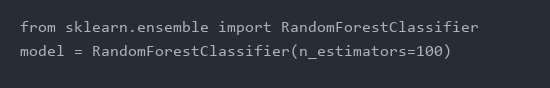 from sklearn.ensemble import RandomForestClassifier
model = RandomForestClassifier(n_estimators=100)